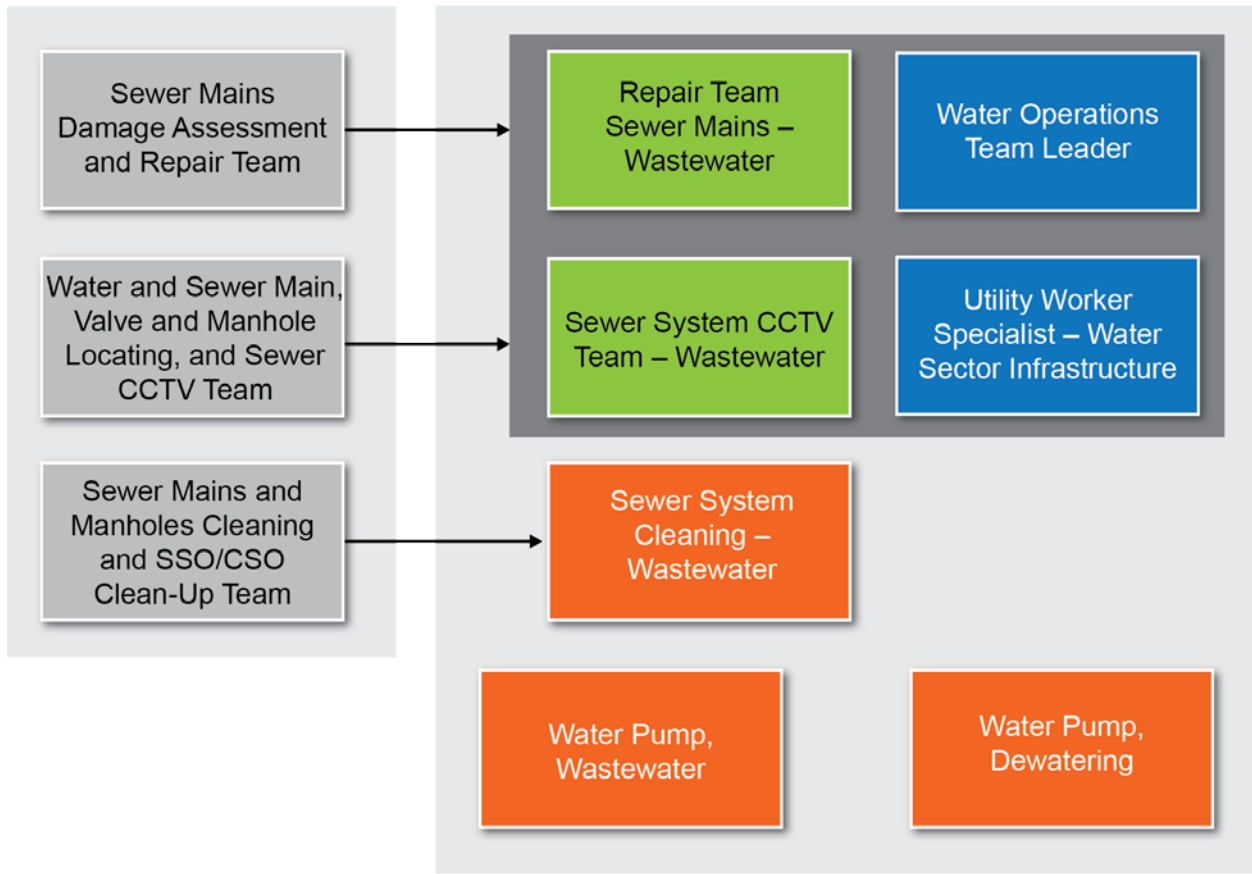 Sewer Mains
Damage Assessment
and Repair Team
Repair Team
Sewer Mains –
Wastewater
Water Operations
Team Leader
Water and Sewer Main,
Valve and Manhole
Locating, and Sewer
CCTV Team
Sewer System CCTV
Team – Wastewater
Utility Worker
Specialist – Water
Sector Infrastructure
Sewer Mains and
Manholes Cleaning
and SSO/CSO
Clean-Up Team
Sewer System
Cleaning –
Wastewater
Water Pump,
Wastewater
Water Pump,
Dewatering